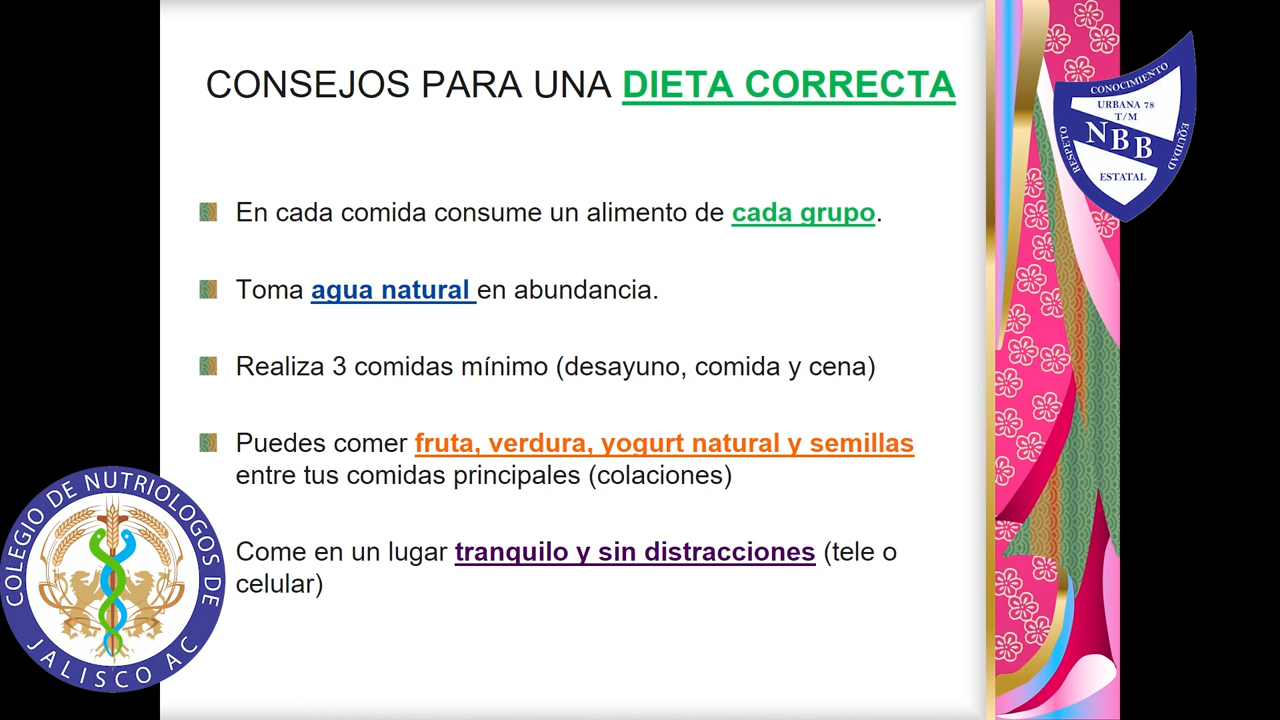 CONSEJOS PARA UNA DIETA CORRECTA
En cada comida consume un alimento de cada grupo.
Toma agua natural en abundancia.
Realiza 3 comidas mínimo (desayuno, comida y cena)
Puedes comer fruta, verdura, yogurt natural y semillas
entre tus comidas principales (colaciones)
Come en un lugar tranquilo y sin distracciones (tele o
celular)
CONOCIMIENTO
URBANA 78
T/M
RESPETO
NBB
EQUIDAD
ESTATAL
COLEGIO DE NUTRIOLOGOS DE
JALISCO AC